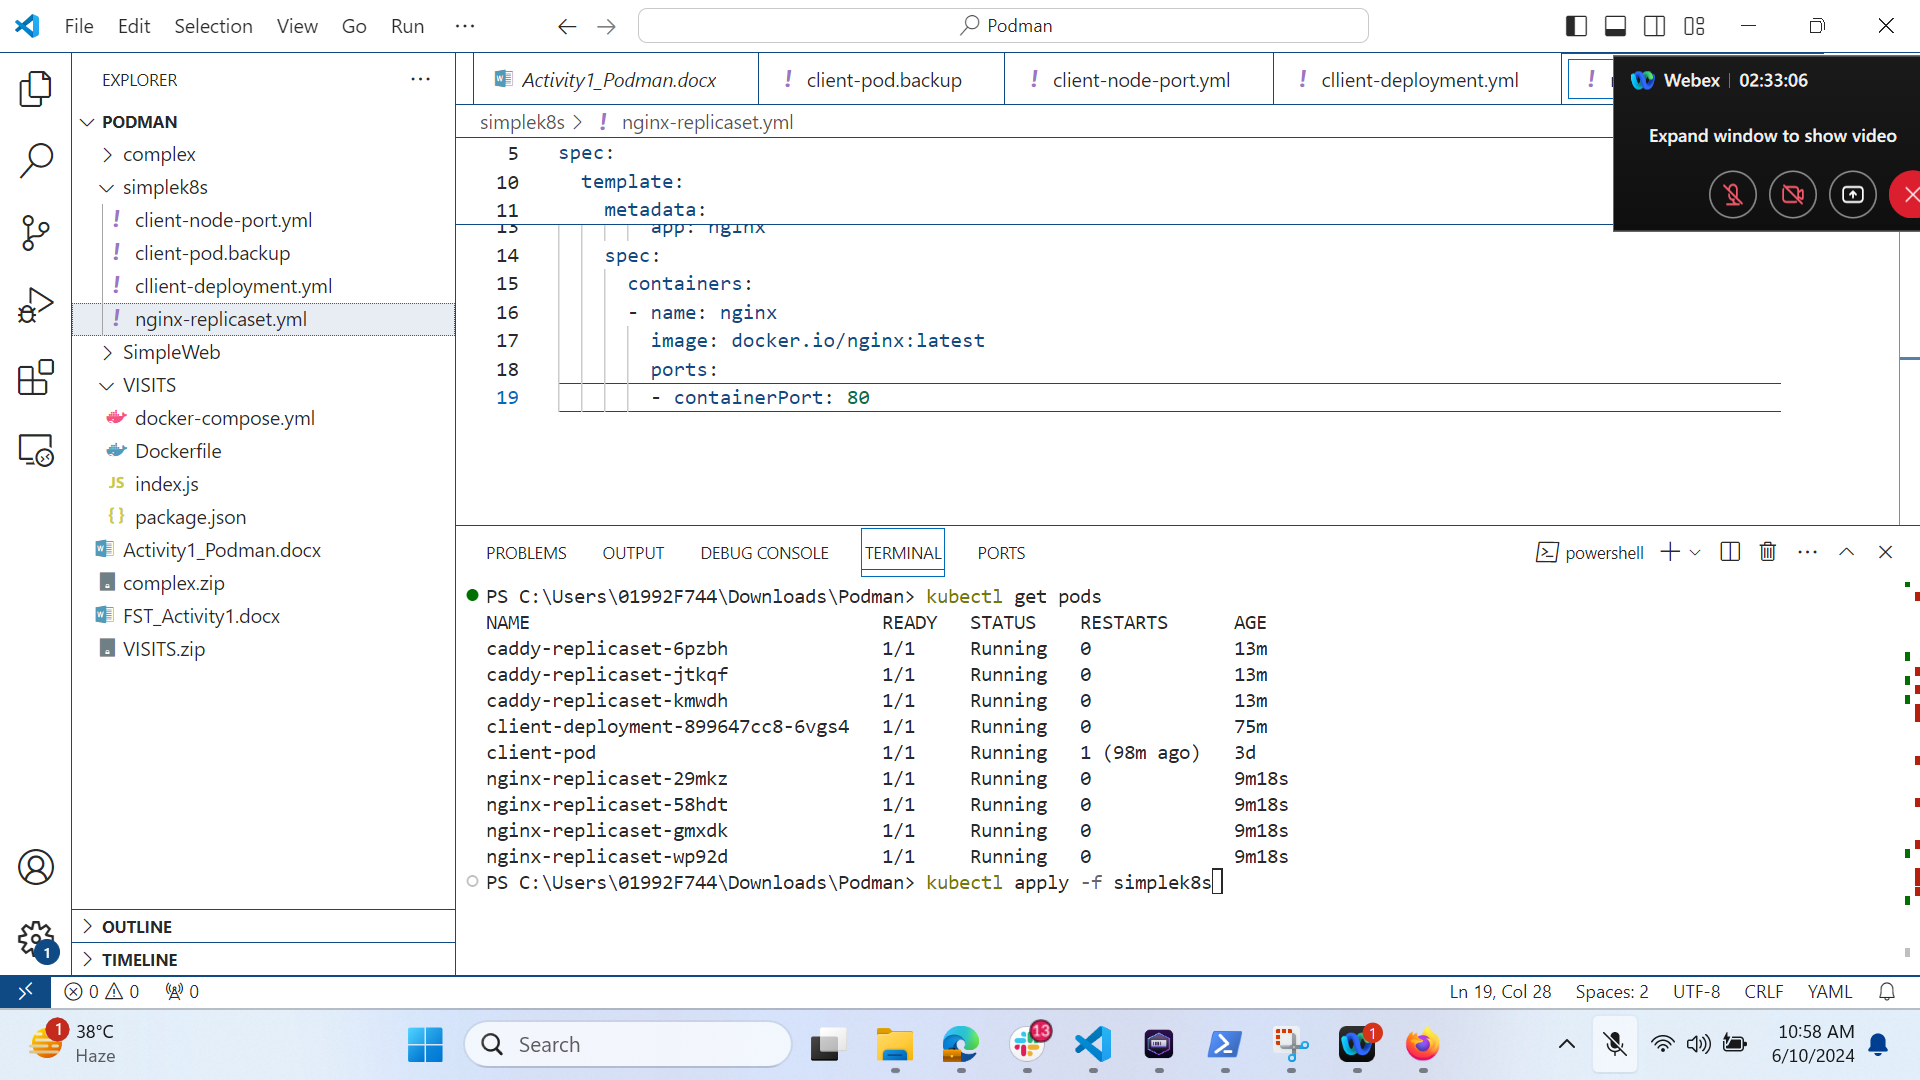 File Edit Selection View Go Run ···
Podman
EXPLORER ···
PODMAN
complex
simplek8s
! client-node-port.yml
! client-pod.backup
! cllient-deployment.yml
! nginx-replicaset.yml
SimpleWeb
VISITS
docker-compose.yml
Dockerfile
JS index.js
{} package.json
Activity1_Podman.docx
complex.zip
FST_Activity1.docx
VISITS.zip
OUTLINE
TIMELINE
Activity1_Podman.docx ! client-pod.backup ! client-node-port.yml ! cllient-deployment.yml !
simplek8s > ! nginx-replicaset.yml
5 spec:
10 template:
11 metadata:
13 app: nginx
14 spec:
15 containers:
16 - name: nginx
17 image: docker.io/nginx:latest
18 ports:
19 - containerPort: 80
Webex | 02:33:06
Expand window to show video
PROBLEMS OUTPUT DEBUG CONSOLE TERMINAL PORTS
powershell
PS C:\Users\01992F744\Downloads\Podman> kubectl get pods
NAME READY STATUS RESTARTS AGE
caddy-replicaset-6pzbh 1/1 Running 0 13m
caddy-replicaset-jtkqf 1/1 Running 0 13m
caddy-replicaset-kmwdh 1/1 Running 0 13m
client-deployment-899647cc8-6vgs4 1/1 Running 0 75m
client-pod 1/1 Running 1 (98m ago) 3d
nginx-replicaset-29mkz 1/1 Running 0 9m18s
nginx-replicaset-58hdt 1/1 Running 0 9m18s
nginx-replicaset-gmxdk 1/1 Running 0 9m18s
nginx-replicaset-wp92d 1/1 Running 0 9m18s
PS C:\Users\01992F744\Downloads\Podman> kubectl apply -f simplek8s
1
0 0 0
Ln 19, Col 28 Spaces: 2 UTF-8 CRLF YAML
1 38°C
Haze
Search
13
1
10:58 AM
6/10/2024